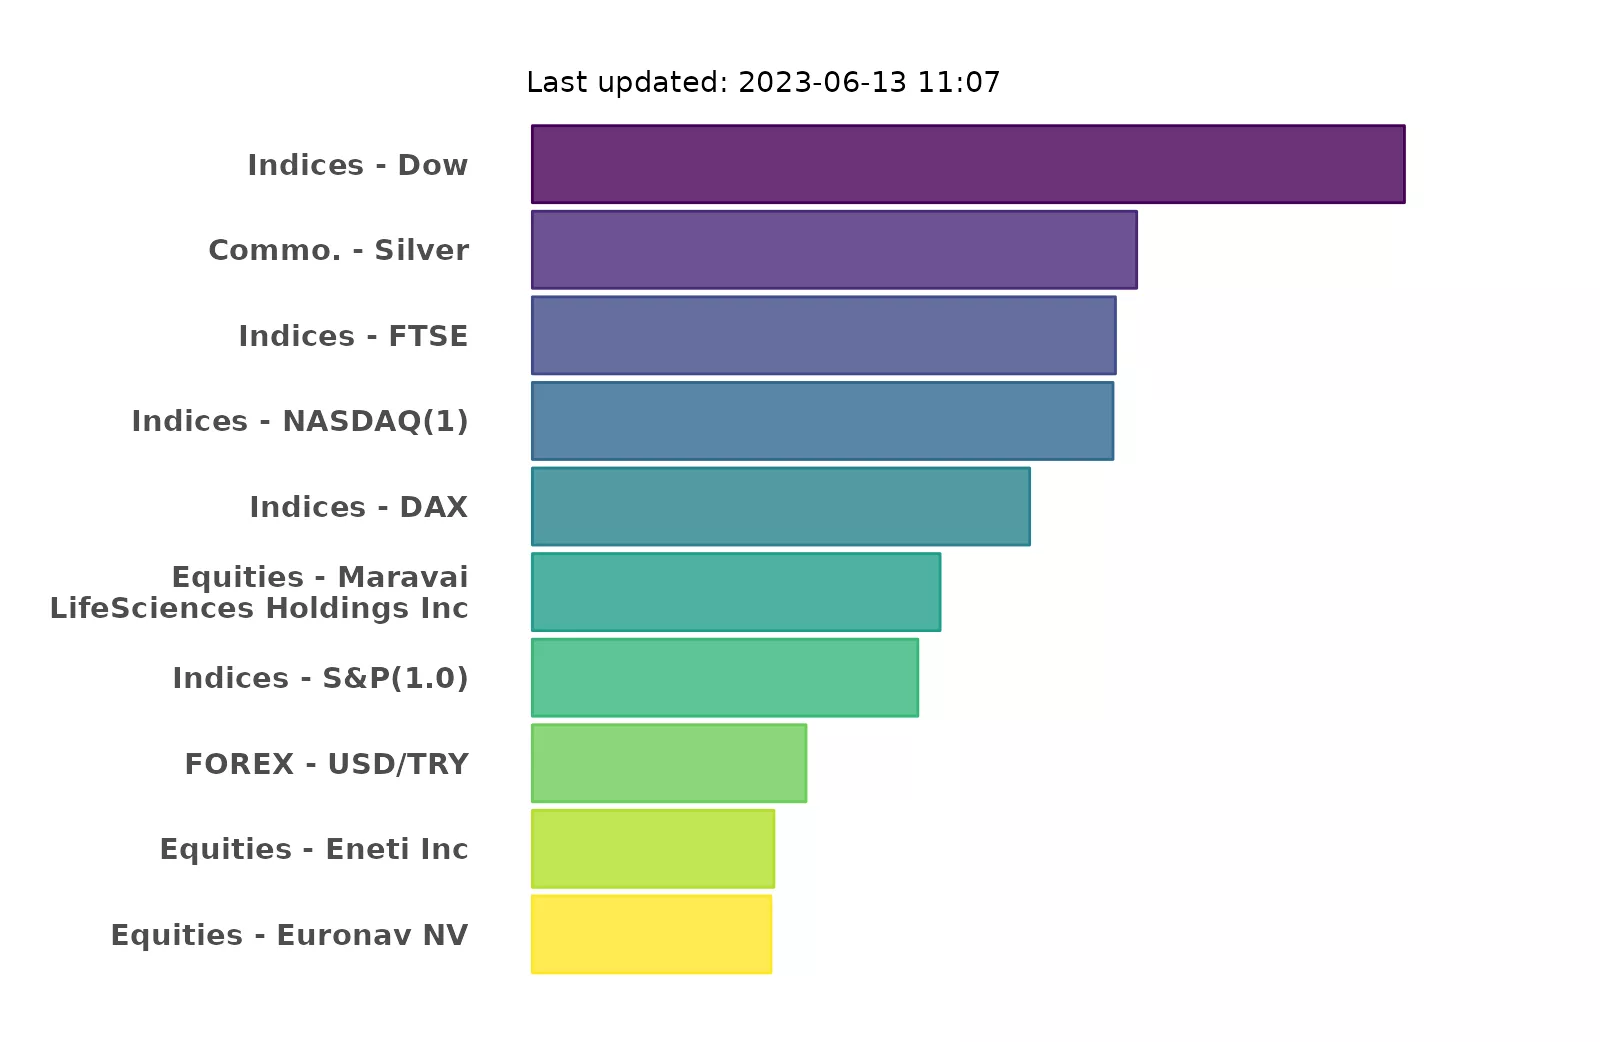 Last updated: 2023-06-13 11:07
Indices - Dow
Commo. - Silver
Indices - FTSE
Indices - NASDAQ(1)
Indices - DAX
Equities - Maravai
LifeSciences Holdings Inc
Indices - S&P(1.0)
FOREX - USD/TRY
Equities - Eneti Inc
Equities - Euronav NV